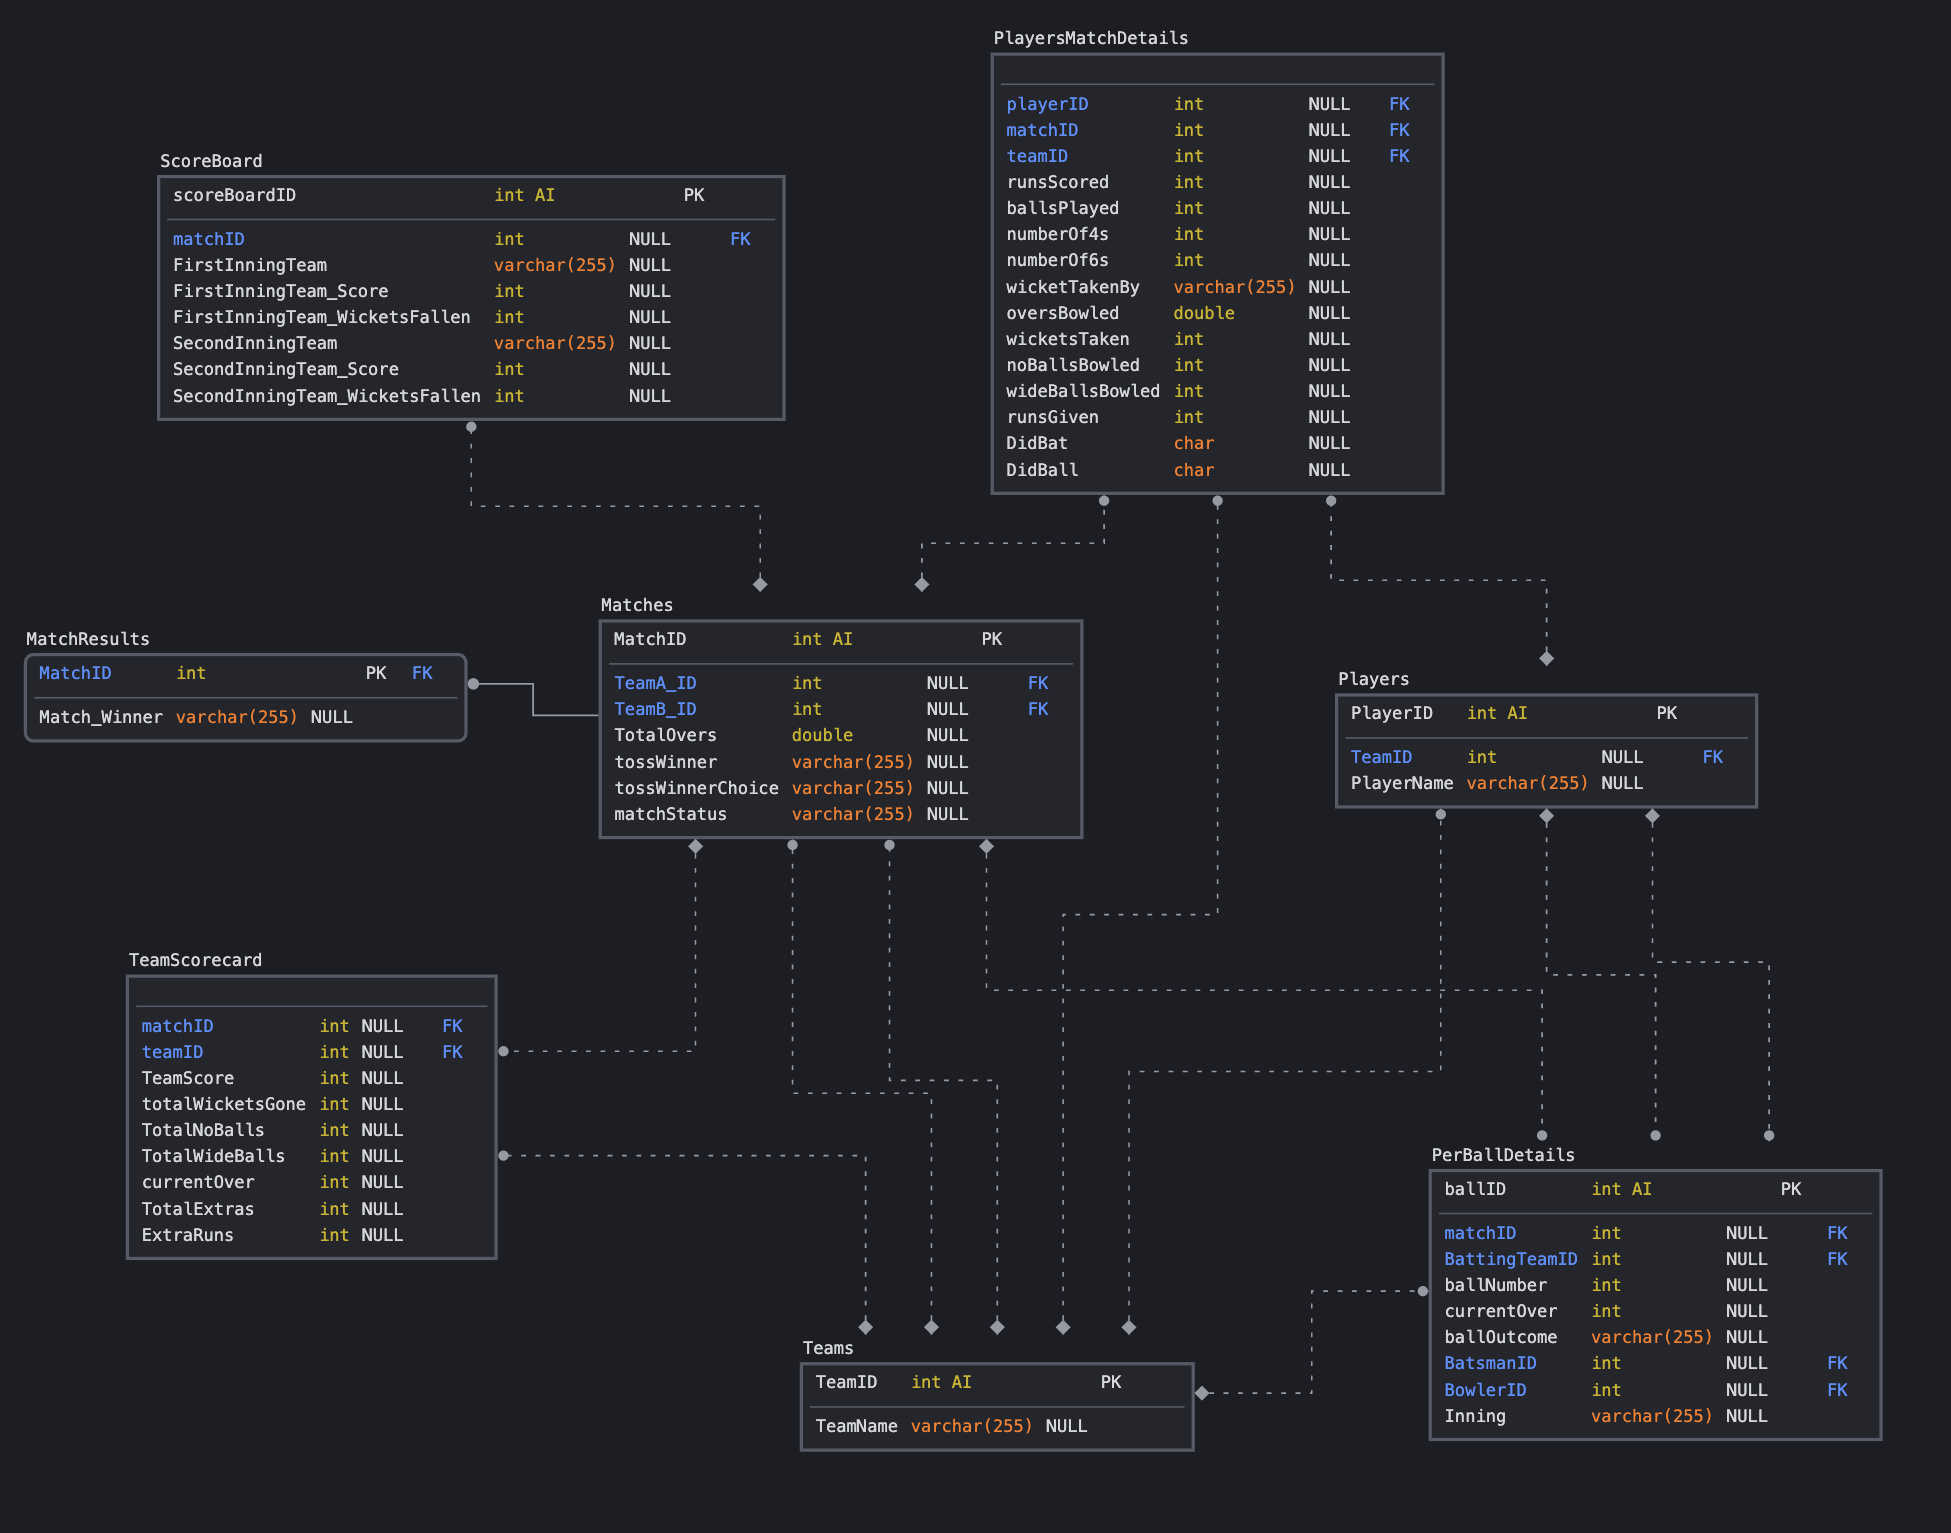 PlayersMatchDetails
playerID int NULL FK
matchID int NULL FK
teamID int NULL FK
runsScored int NULL
ballsPlayed int NULL
numberOf4s int NULL
numberOf6s int NULL
wicketTakenBy varchar(255) NULL
oversBowled double NULL
wicketsTaken int NULL
noBallsBowled int NULL
wideBallsBowled int NULL
runsGiven int NULL
DidBat char NULL
DidBall char NULL
ScoreBoard
scoreBoardID int AI PK
matchID int NULL FK
FirstInningTeam varchar(255) NULL
FirstInningTeam_Score int NULL
FirstInningTeam_WicketsFallen int NULL
SecondInningTeam varchar(255) NULL
SecondInningTeam_Score int NULL
SecondInningTeam_WicketsFallen int NULL
MatchResults
MatchID int PK FK
Match_Winner varchar(255) NULL
Matches
MatchID int AI PK
TeamA_ID int NULL FK
TeamB_ID int NULL FK
TotalOvers double NULL
tossWinner varchar(255) NULL
tossWinnerChoice varchar(255) NULL
matchStatus varchar(255) NULL
Players
PlayerID int AI PK
TeamID int NULL FK
PlayerName varchar(255) NULL
TeamScorecard
matchID int NULL FK
teamID int NULL FK
TeamScore int NULL
totalWicketsGone int NULL
TotalNoBalls int NULL
TotalWideBalls int NULL
currentOver int NULL
TotalExtras int NULL
ExtraRuns int NULL
Teams
TeamID int AI PK
TeamName varchar(255) NULL
PerBallDetails
ballID int AI PK
matchID int NULL FK
BattingTeamID int NULL FK
ballNumber int NULL
currentOver int NULL
ballOutcome varchar(255) NULL
BatsmanID int NULL FK
BowlerID int NULL FK
Inning varchar(255) NULL